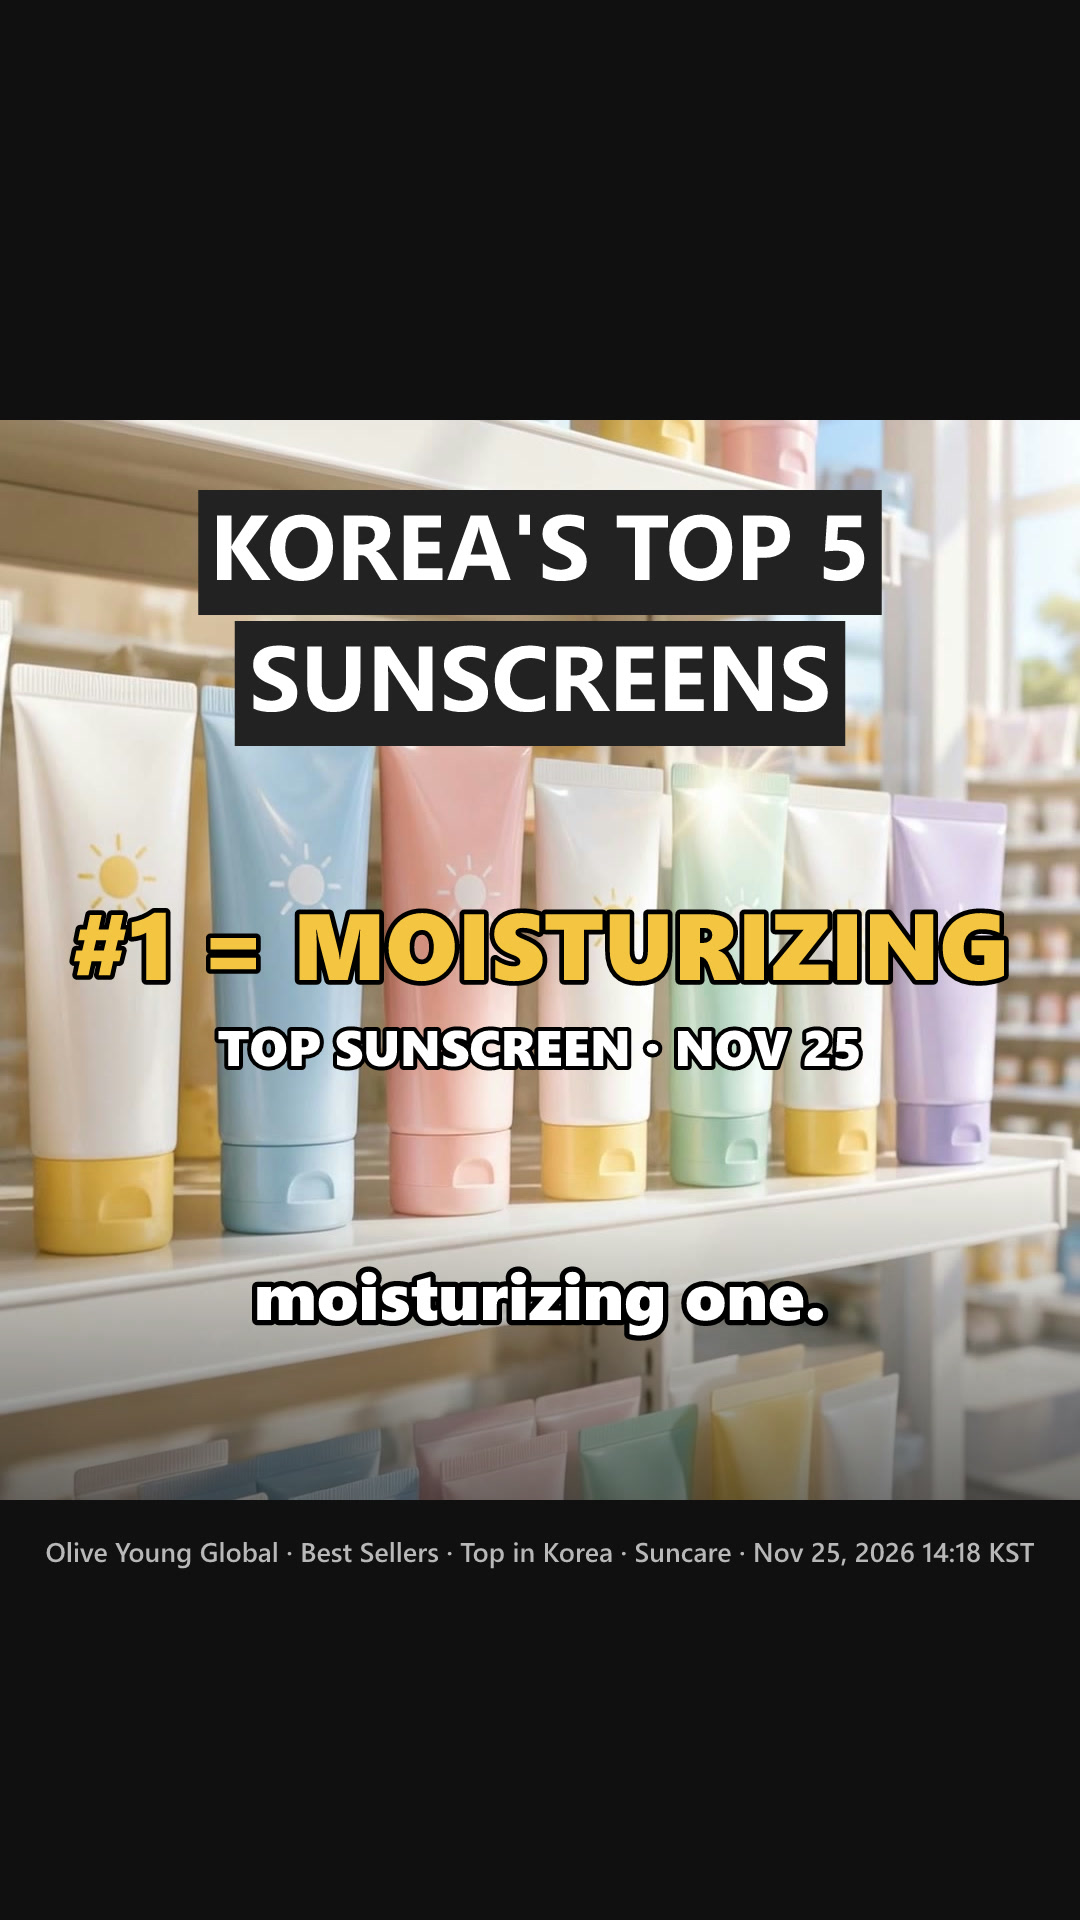 KOREA'S TOP 5
SUNSCREENS
#1 = MOISTURIZING
TOP SUNSCREEN · NOV 25
moisturizing one.
Olive Young Global · Best Sellers · Top in Korea · Suncare · Nov 25, 2026 14:18 KST